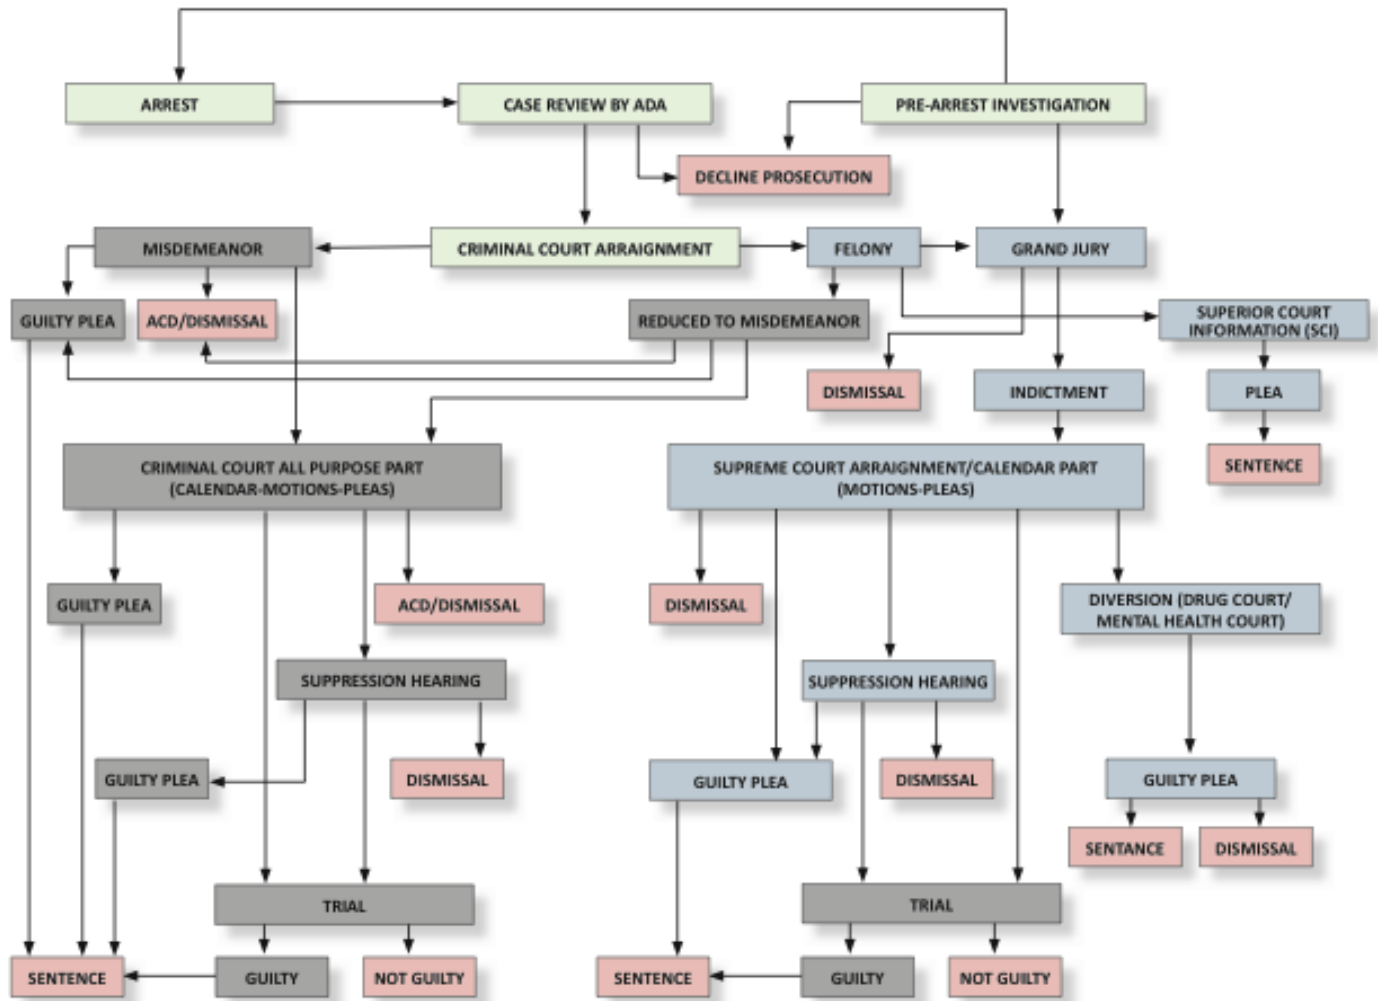 ARREST
CASE REVIEW BY ADA
PRE-ARREST INVESTIGATION
DECLINE PROSECUTION
MISDEMEANOR
CRIMINAL COURT ARRAIGNMENT
FELONY
GRAND JURY
GUILTY PLEA
ACD/DISMISSAL
REDUCED TO MISDEMEANOR
SUPERIOR COURT
INFORMATION (SCI)
DISMISSAL
INDICTMENT
PLEA
CRIMINAL COURT ALL PURPOSE PART
(CALENDAR-MOTIONS-PLEAS)
SUPREME COURT ARRAIGNMENT/CALENDAR PART
(MOTIONS-PLEAS)
SENTENCE
GUILTY PLEA
ACD/DISMISSAL
DISMISSAL
DIVERSION (DRUG COURT/
MENTAL HEALTH COURT)
SUPPRESSION HEARING
SUPPRESSION HEARING
GUILTY PLEA
DISMISSAL
GUILTY PLEA
DISMISSAL
GUILTY PLEA
SENTANCE
DISMISSAL
TRIAL
TRIAL
SENTENCE
GUILTY
NOT GUILTY
SENTENCE
GUILTY
NOT GUILTY